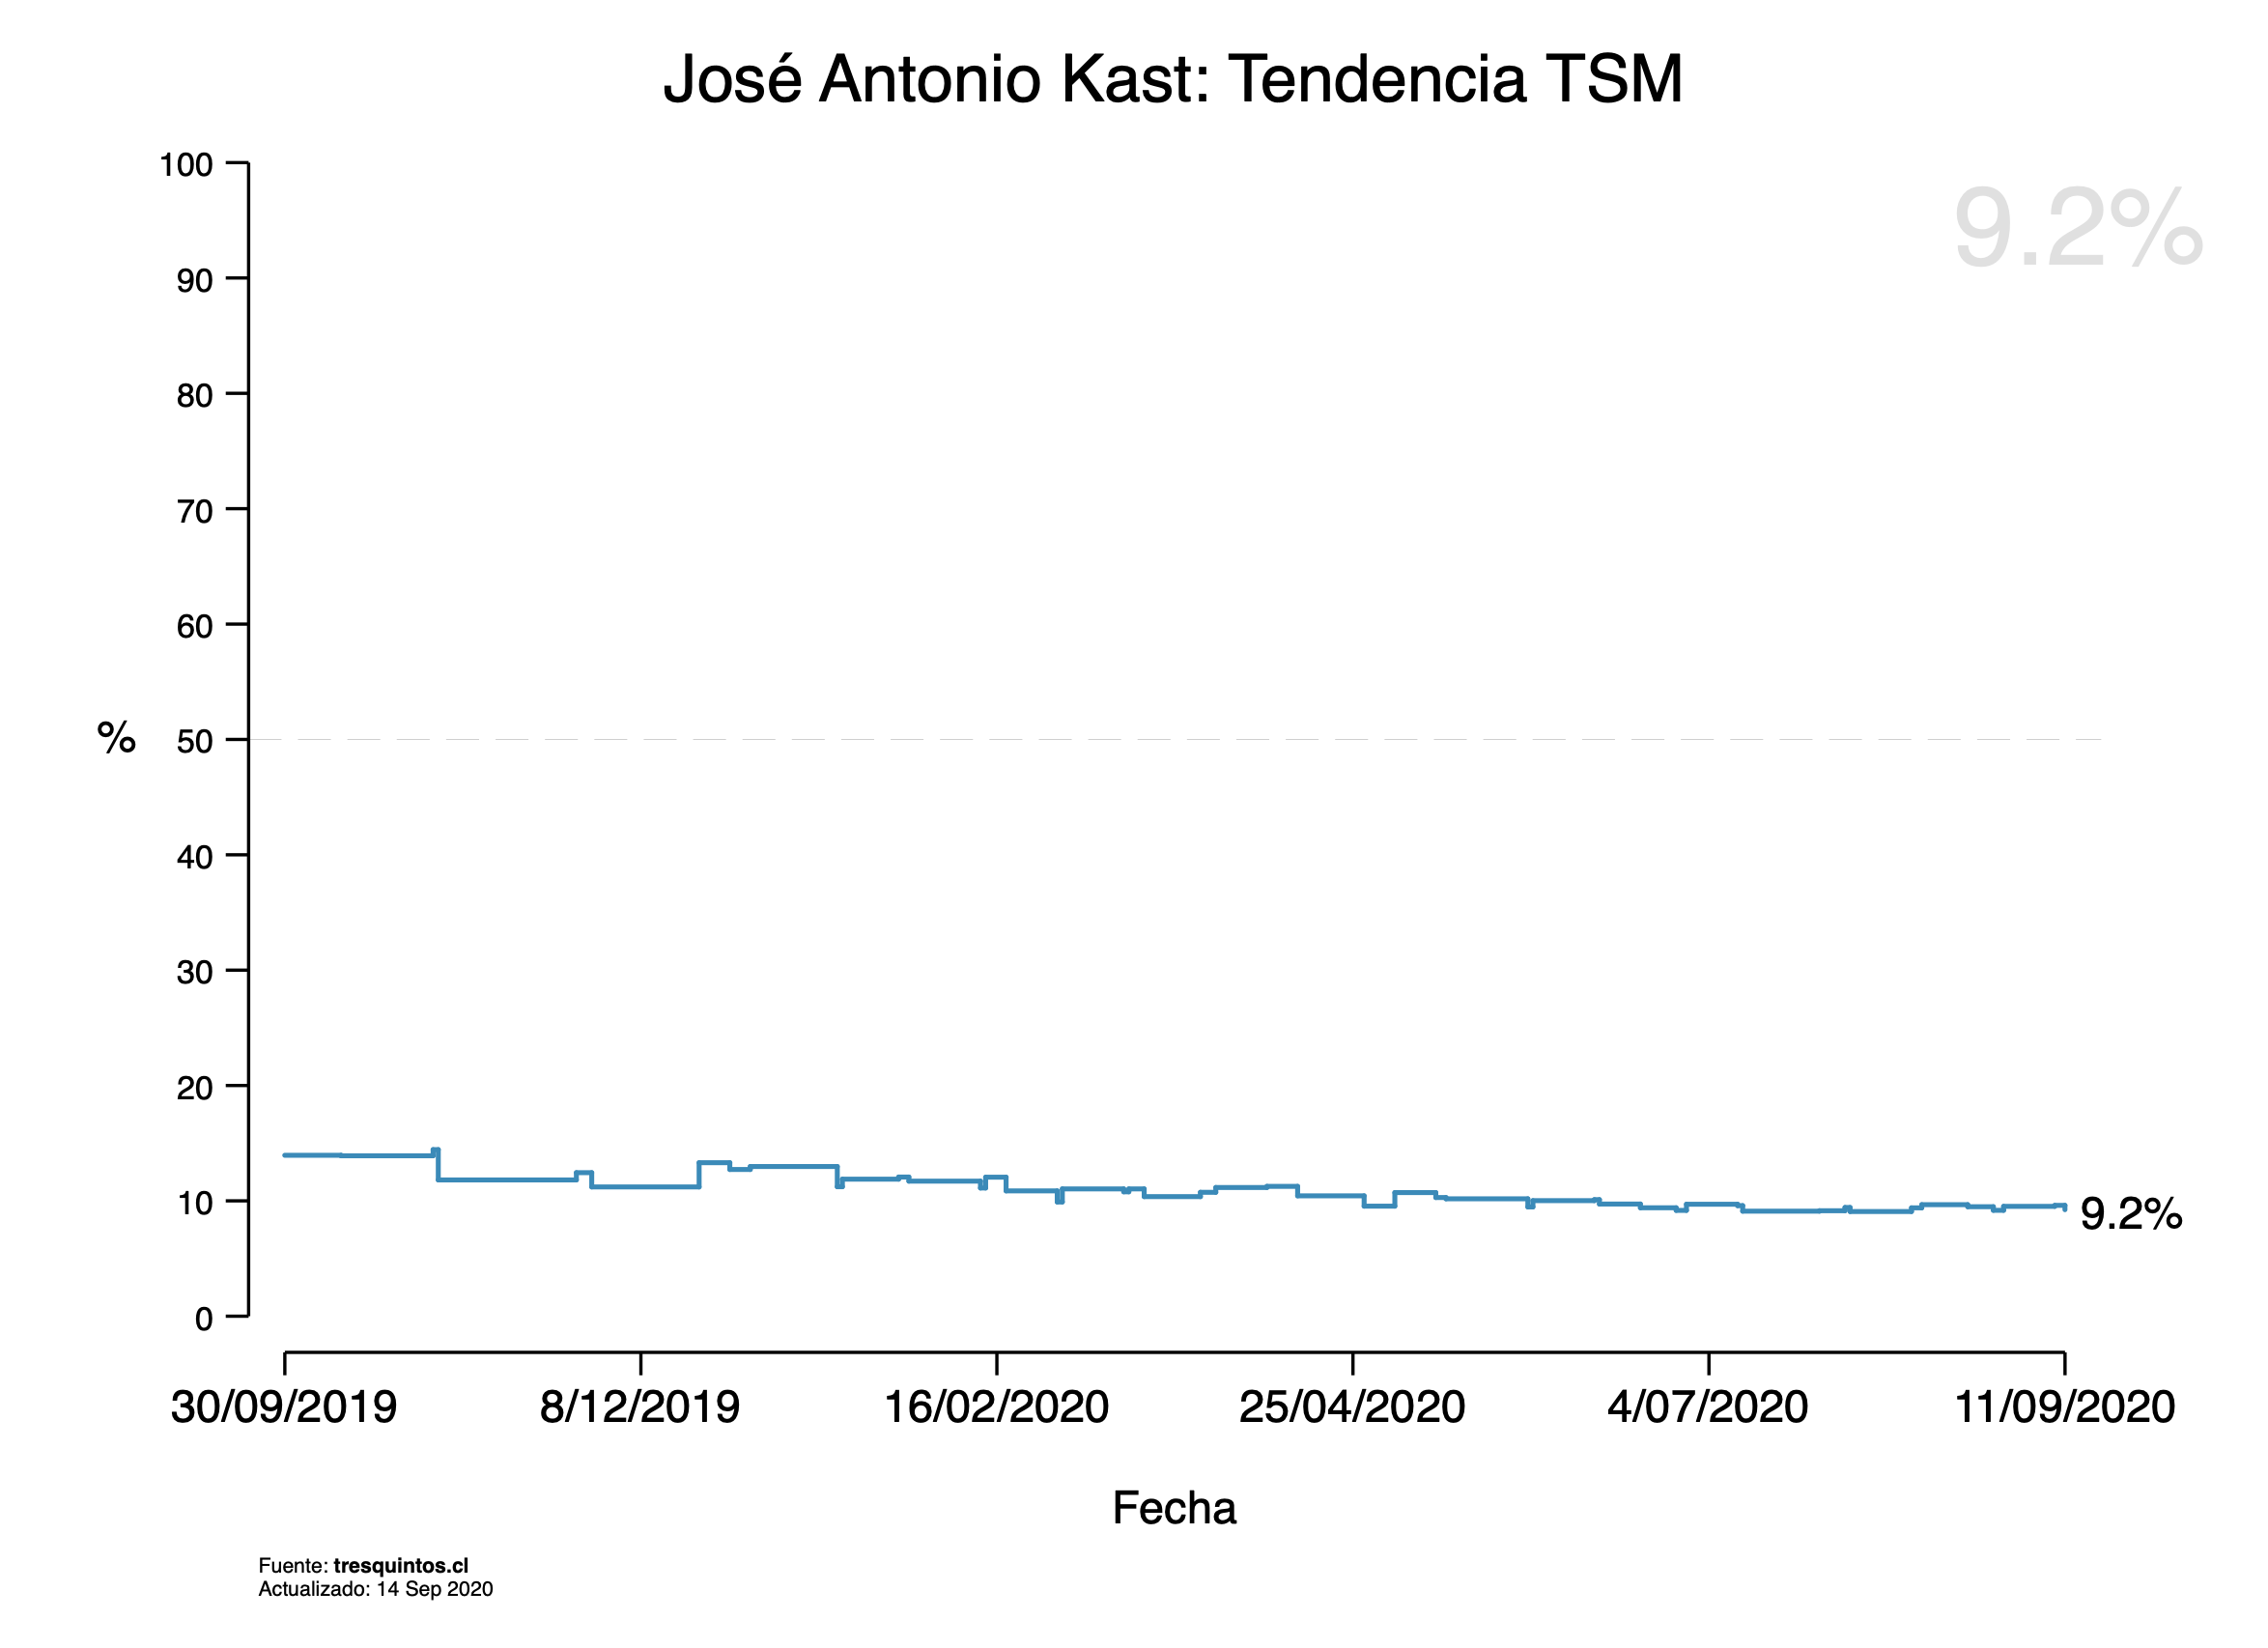 José Antonio Kast: Tendencia TSM
9.2%
100
90
80
70
60
50
40
30
20
10
0
%
9.2%
30/09/2019 8/12/2019 16/02/2020 25/04/2020 4/07/2020 11/09/2020
Fecha
Fuente: tresquintos.cl
Actualizado: 14 Sep 2020